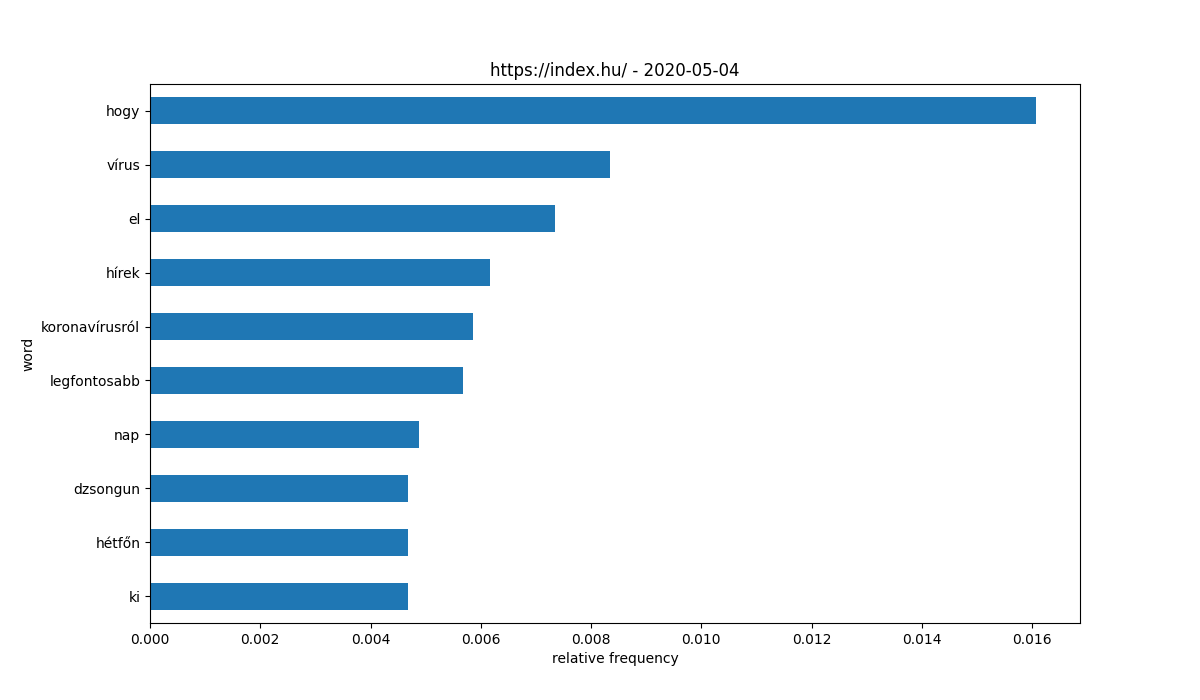 https://index.hu/ - 2020-05-04
hogy
vírus
el
hírek
koronavírusról
legfontosabb
nap
dzsongun
hétfőn
ki
word
0.000 0.002 0.004 0.006 0.008 0.010 0.012 0.014 0.016
relative frequency